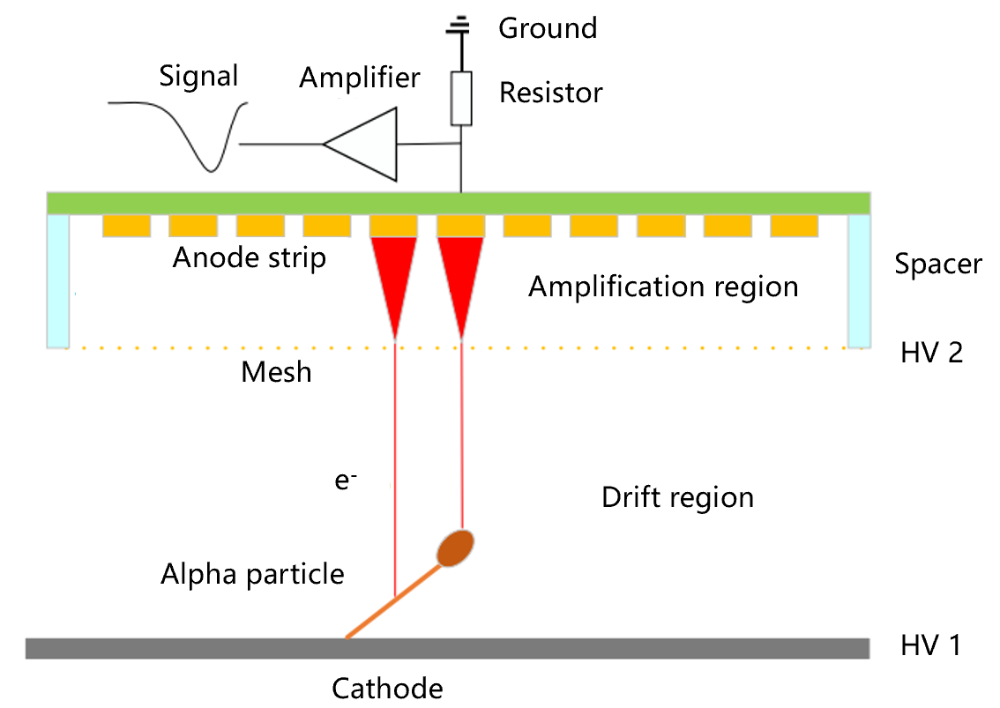 Ground
Signal
Amplifier
Resistor
Anode strip
Amplification region
Spacer
HV 2
Mesh
e-
Drift region
Alpha particle
HV 1
Cathode